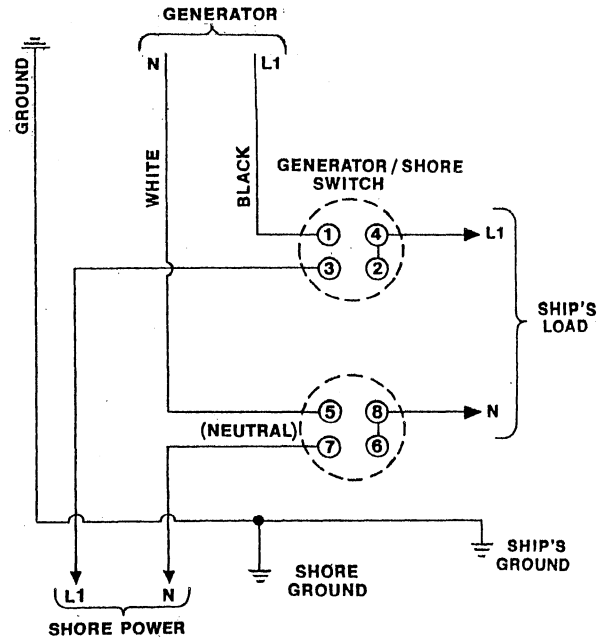 GENERATOR
N
L1
GROUND
WHITE
BLACK
GENERATOR/SHORE
SWITCH
1
4
L1
3
2
SHIP'S
LOAD
5
8
N
(NEUTRAL)
7
6
SHORE
GROUND
SHIP'S
GROUND
L1
N
SHORE POWER